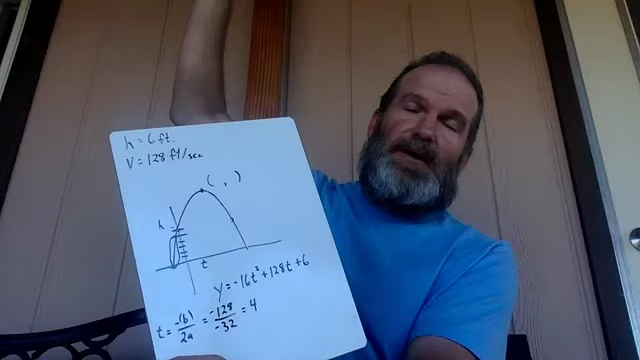 h = 6 ft.
V = 128 ft/sec
( , )
h
t
y = -16t² + 128t + 6
t = -(b)/2a = -128/-32 = 4